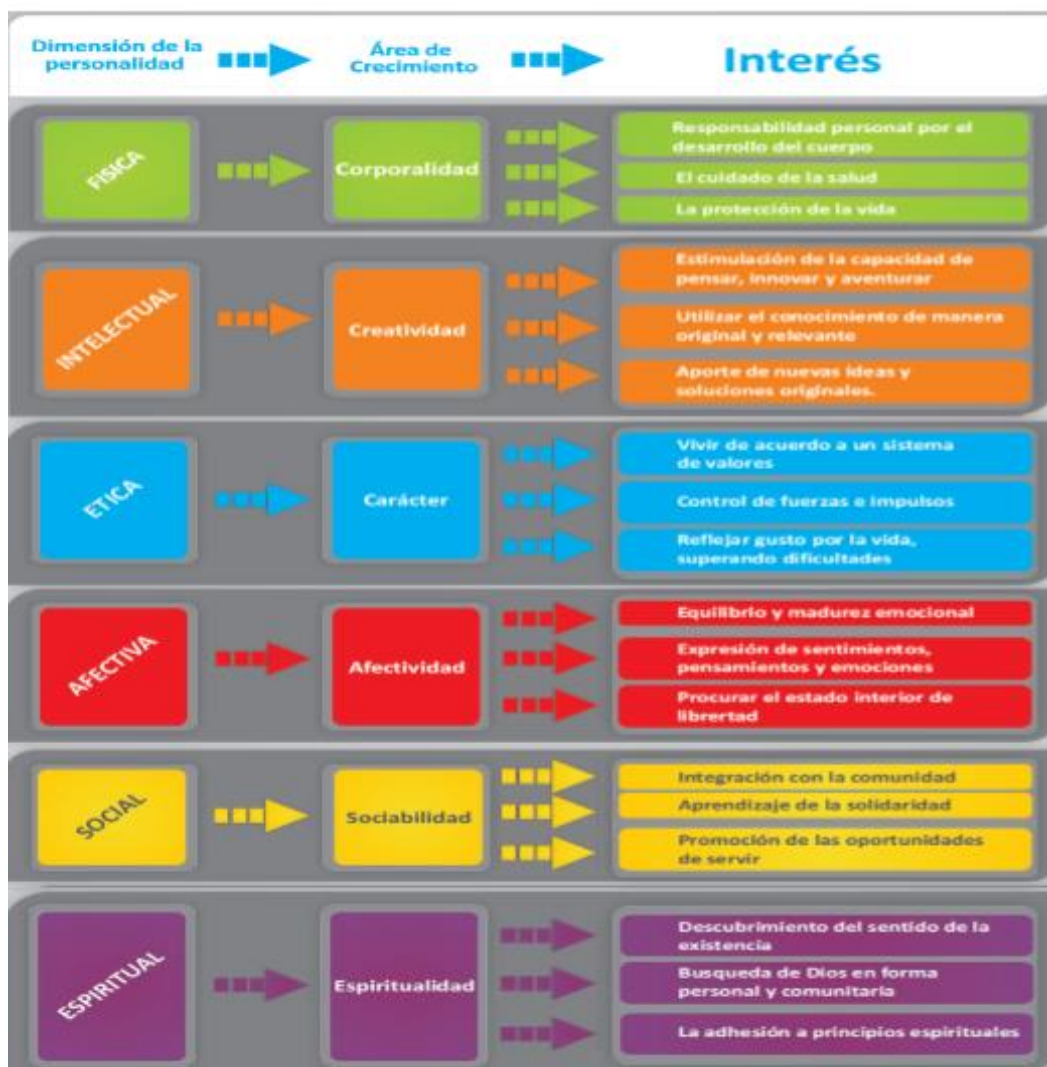 Dimensión de la
personalidad
Área de
Crecimiento
Interés
FISICA
Corporalidad
Responsabilidad personal por el
desarrollo del cuerpo
El cuidado de la salud
La protección de la vida
INTELECTUAL
Creatividad
Estimulación de la capacidad de
pensar, innovar y aventurar
Utilizar el conocimiento de manera
original y relevante
Aporte de nuevas ideas y
soluciones originales.
ETICA
Carácter
Vivir de acuerdo a un sistema
de valores
Control de fuerzas e impulsos
Reflejar gusto por la vida,
superando dificultades
AFECTIVA
Afectividad
Equilibrio y madurez emocional
Expresión de sentimientos,
pensamientos y emociones
Procurar el estado interior de
librertad
SOCIAL
Sociabilidad
Integración con la comunidad
Aprendizaje de la solidaridad
Promoción de las oportunidades
de servir
ESPIRITUAL
Espiritualidad
Descubrimiento del sentido de la
existencia
Busqueda de Dios en forma
personal y comunitaria
La adhesión a principios espirituales